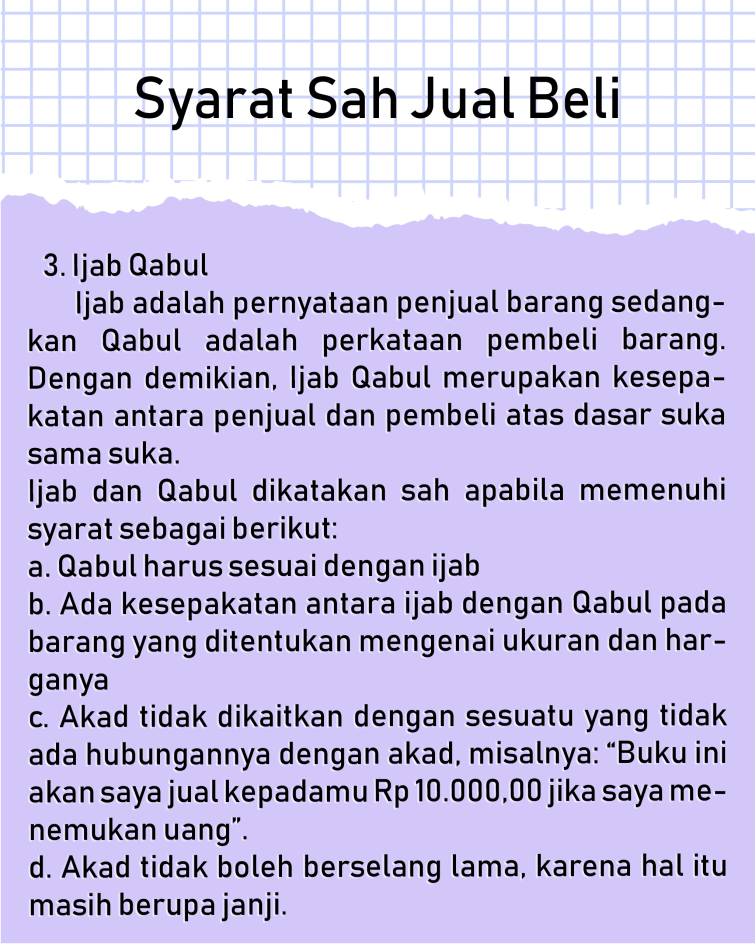 Syarat Sah Jual Beli
3. Ijab Qabul
Ijab adalah pernyataan penjual barang sedang-
kan Qabul adalah perkataan pembeli barang.
Dengan demikian, Ijab Qabul merupakan kesepa-
katan antara penjual dan pembeli atas dasar suka
sama suka.
Ijab dan Qabul dikatakan sah apabila memenuhi
syarat sebagai berikut:
a. Qabul harus sesuai dengan ijab
b. Ada kesepakatan antara ijab dengan Qabul pada
barang yang ditentukan mengenai ukuran dan har-
ganya
c. Akad tidak dikaitkan dengan sesuatu yang tidak
ada hubungannya dengan akad, misalnya: “Buku ini
akan saya jual kepadamu Rp 10.000,00 jika saya me-
nemukan uang”.
d. Akad tidak boleh berselang lama, karena hal itu
masih berupa janji.